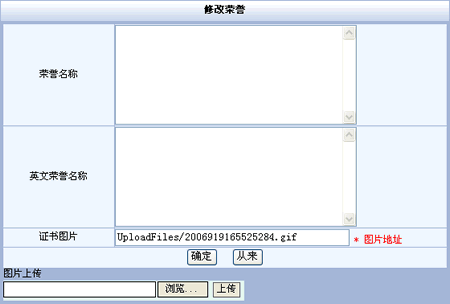 修改荣誉
荣誉名称
英文荣誉名称
证书图片 UploadFiles/2006919165525284.gif * 图片地址
确定 从来
图片上传
浏览... 上传